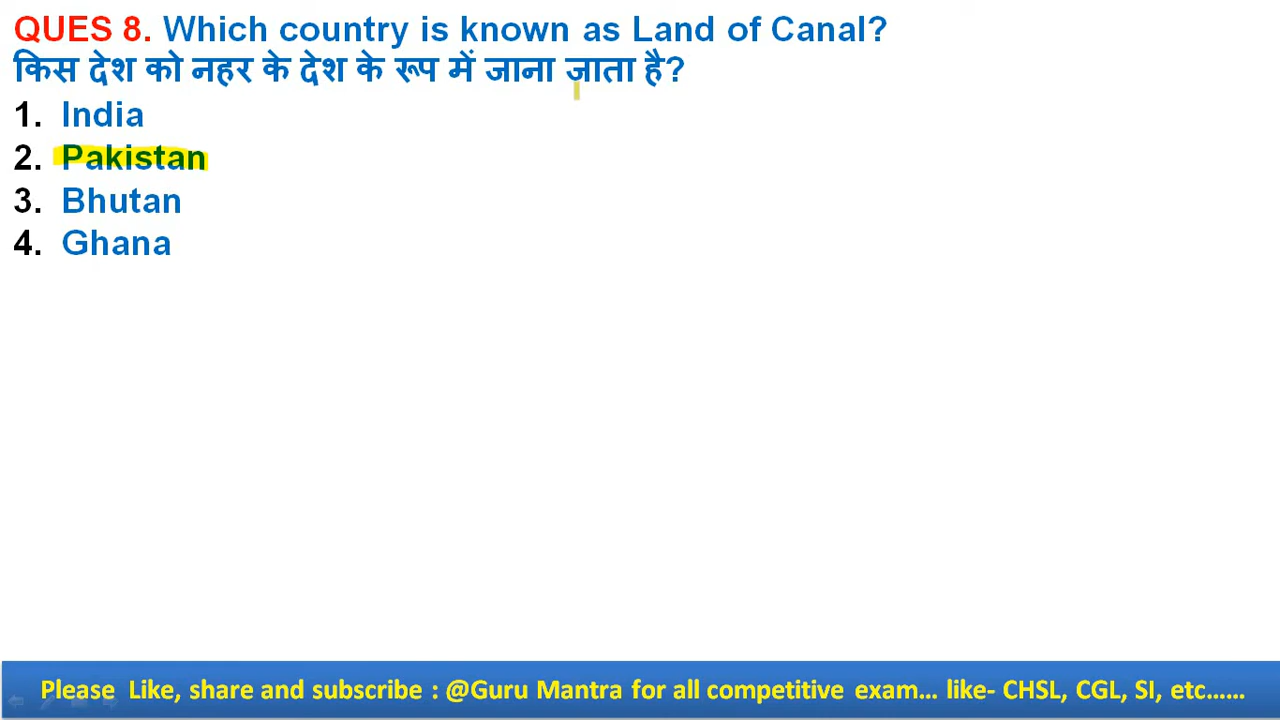 QUES 8. Which country is known as Land of Canal?
किस देश को नहर के देश के रूप में जाना जाता है?
1. India
2. Pakistan
3. Bhutan
4. Ghana
Please Like, share and subscribe : @Guru Mantra for all competitive exam... like- CHSL, CGL, SI, etc......